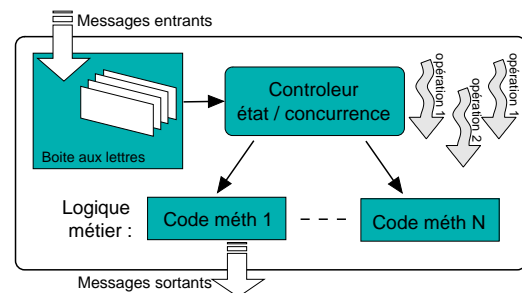 Messages entrants
Controleur
état / concurrence
Boite aux lettres
opération 1
opération 2
opération 1
Logique
métier :
Code méth 1
Code méth N
Messages sortants